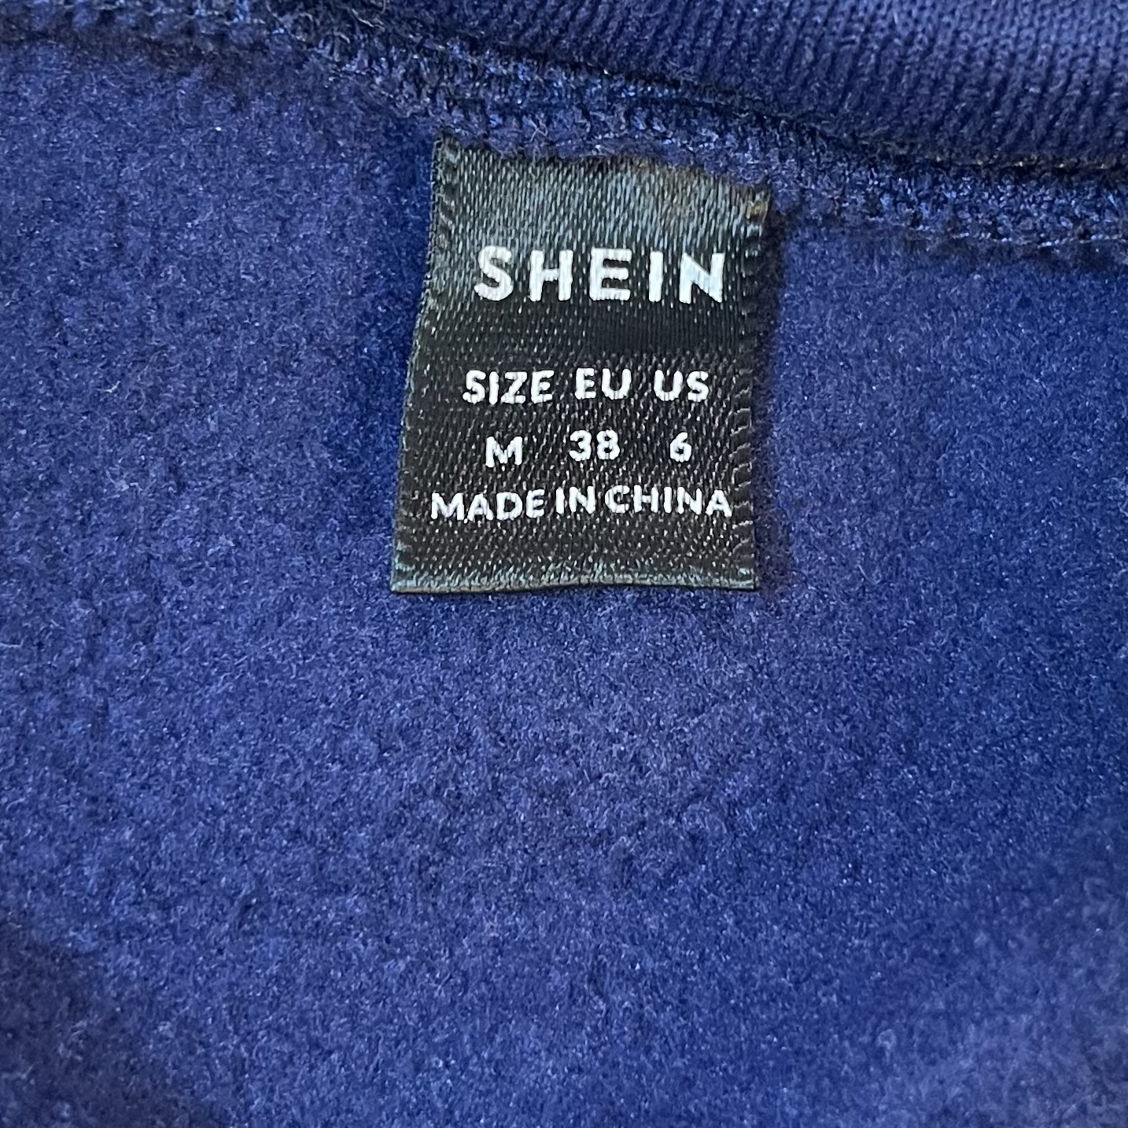 SHEIN
SIZE EU US
M 38 6
MADE IN CHINA